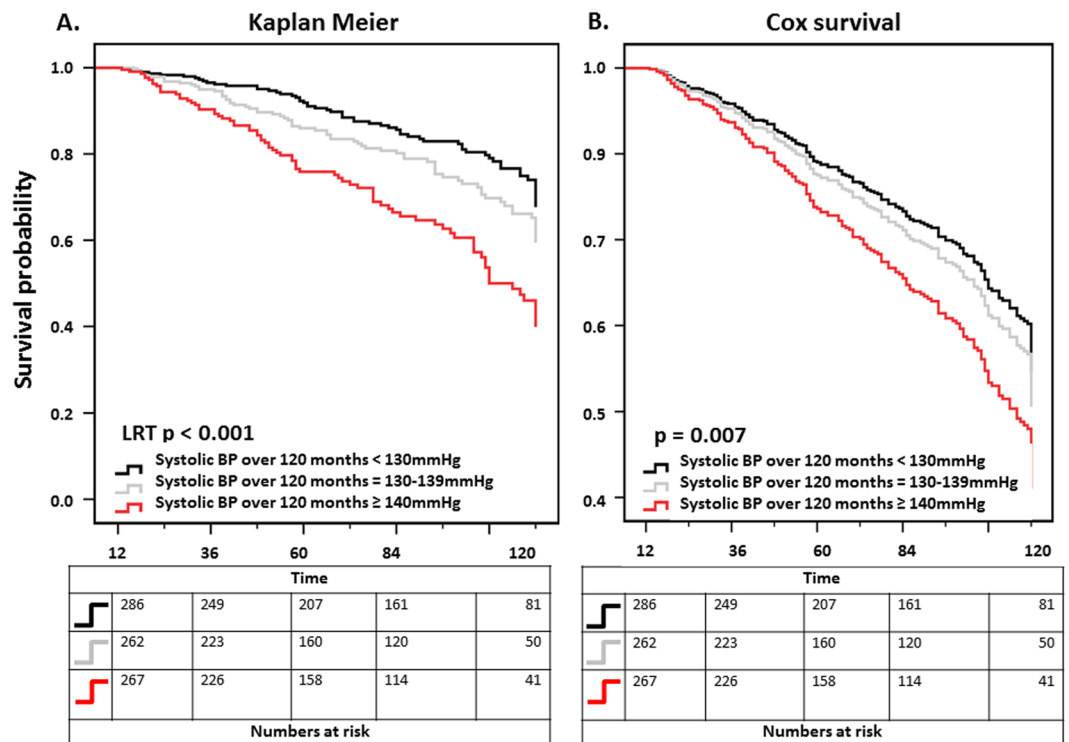 A. Kaplan Meier
Survival probability
1.0
0.8
0.6
0.4
0.2
0.0
LRT p < 0.001
Systolic BP over 120 months < 130mmHg
Systolic BP over 120 months = 130-139mmHg
Systolic BP over 120 months ≥ 140mmHg
12 36 60 84 120
Time
286 249 207 161 81
262 223 160 120 50
267 226 158 114 41
Numbers at risk
B. Cox survival
1.0
0.9
0.7
0.6
0.5
0.4
p = 0.007
Systolic BP over 120 months < 130mmHg
Systolic BP over 120 months = 130-139mmHg
Systolic BP over 120 months ≥ 140mmHg
12 36 60 84 120
Time
286 249 207 161 81
262 223 160 120 50
267 226 158 114 41
Numbers at risk